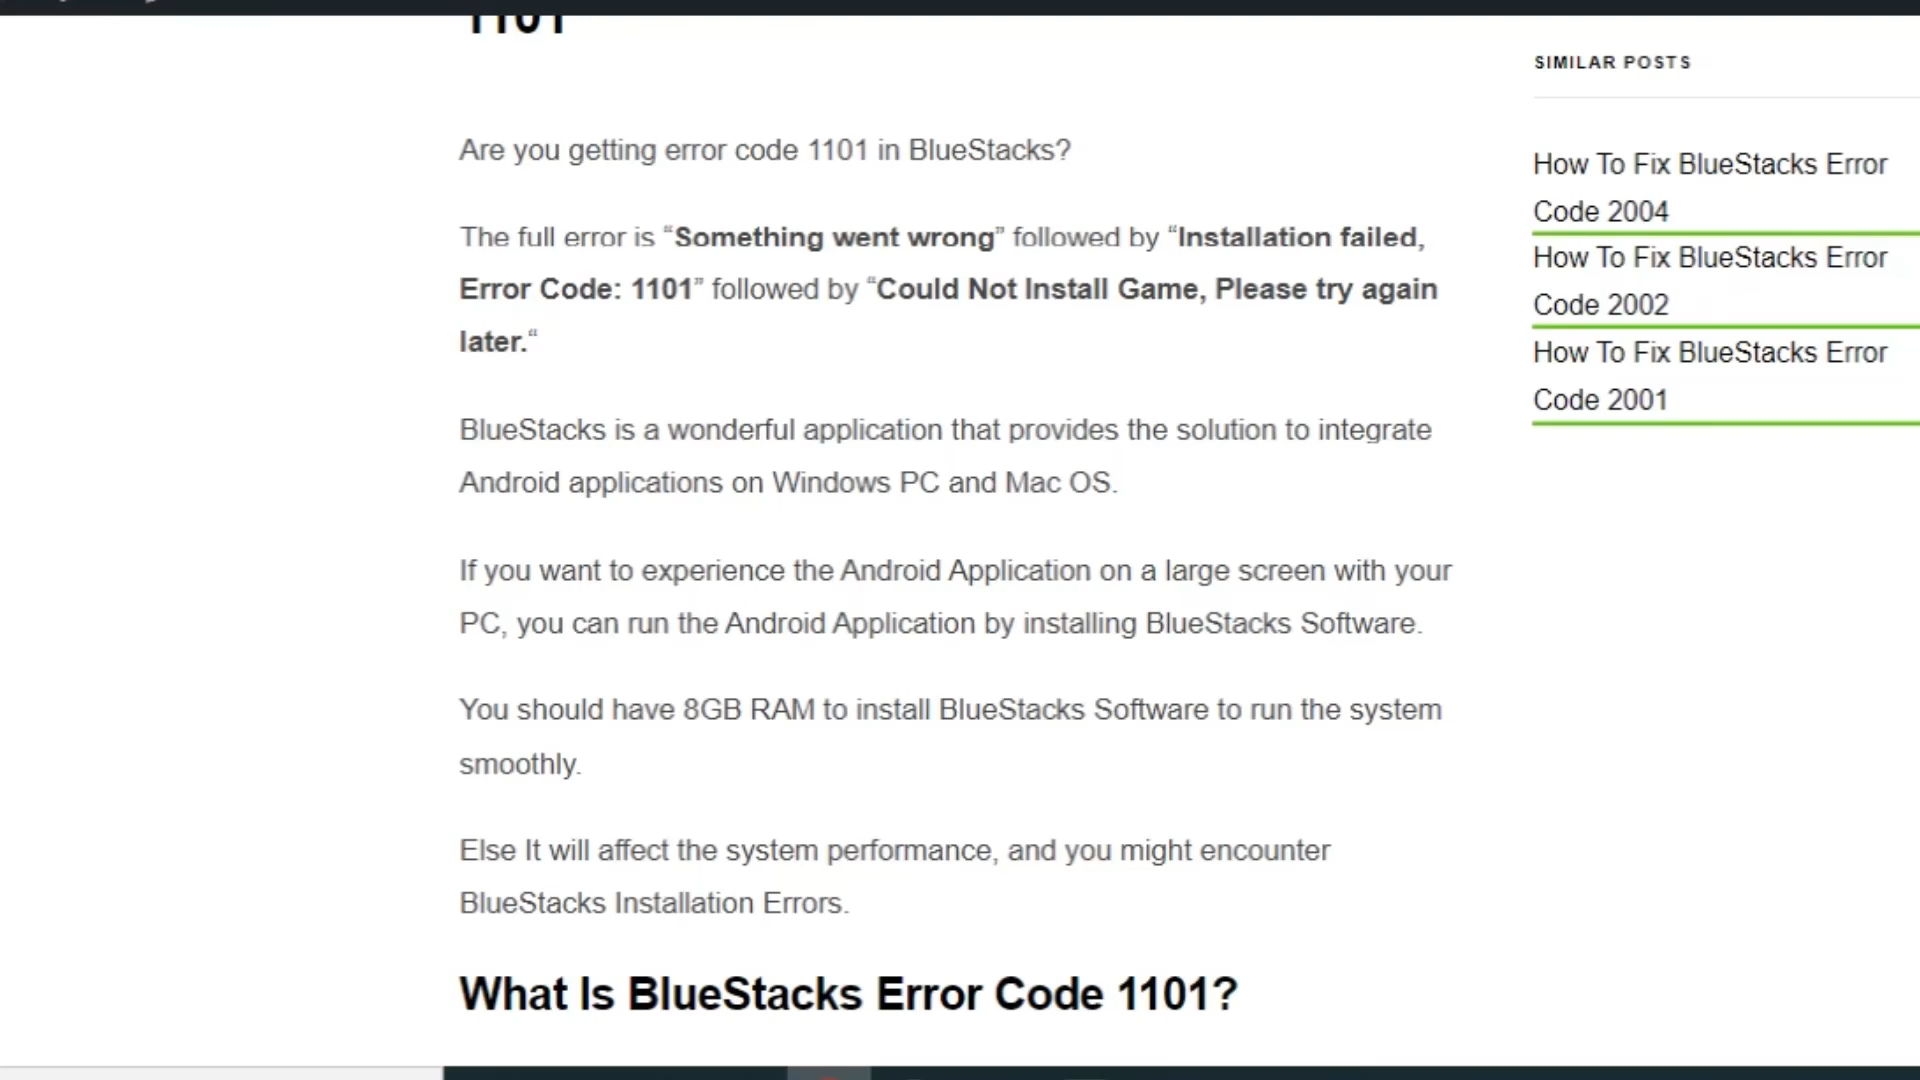 1101
SIMILAR POSTS
Are you getting error code 1101 in BlueStacks?
The full error is “Something went wrong” followed by “Installation failed,
Error Code: 1101” followed by “Could Not Install Game, Please try again
later.“
BlueStacks is a wonderful application that provides the solution to integrate
Android applications on Windows PC and Mac OS.
If you want to experience the Android Application on a large screen with your
PC, you can run the Android Application by installing BlueStacks Software.
You should have 8GB RAM to install BlueStacks Software to run the system
smoothly.
Else It will affect the system performance, and you might encounter
BlueStacks Installation Errors.
What Is BlueStacks Error Code 1101?
How To Fix BlueStacks Error
Code 2004
How To Fix BlueStacks Error
Code 2002
How To Fix BlueStacks Error
Code 2001